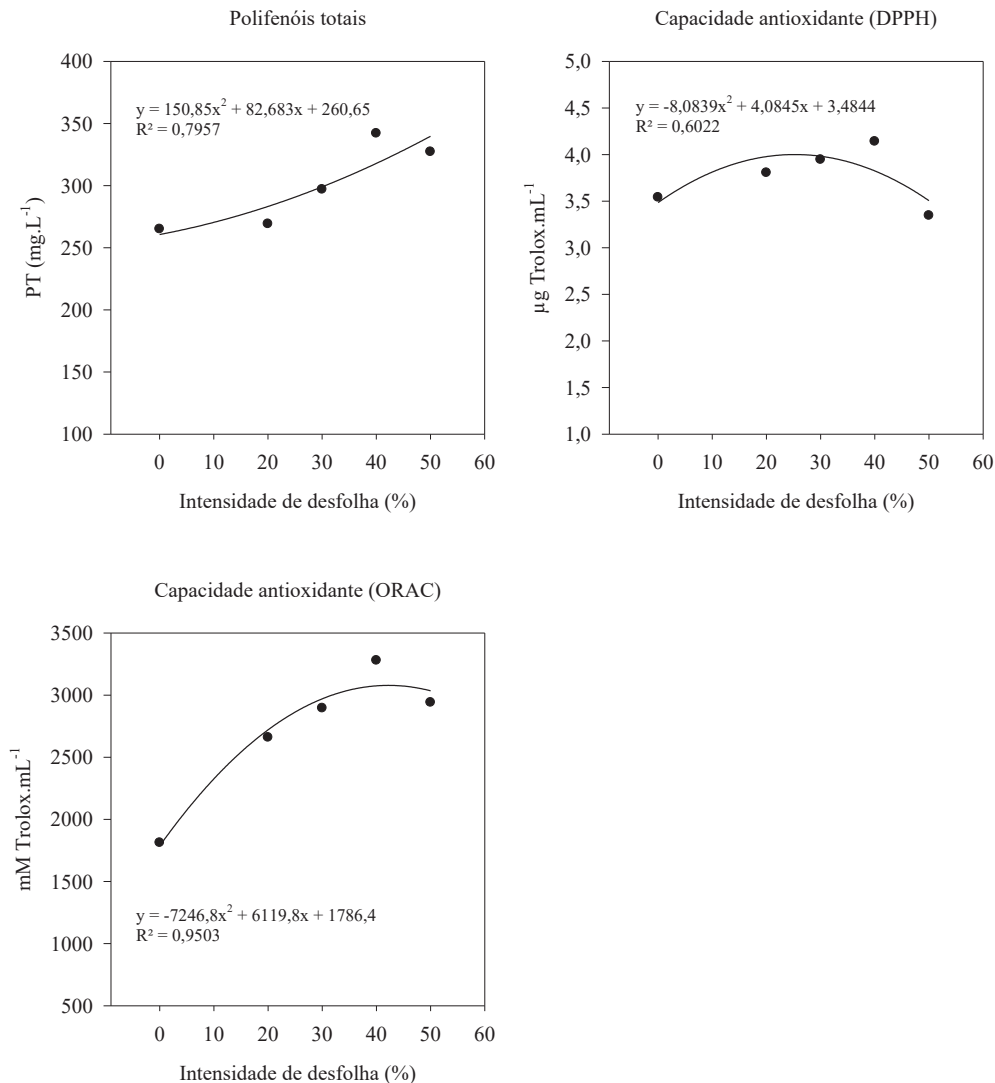 Polifenóis totais
400
350
300
250
200
150
100
PT (mg.L-1)
y = 150,85x2 + 82,683x + 260,65
R² = 0,7957
0 10 20 30 40 50 60
Intensidade de desfolha (%)
Capacidade antioxidante (DPPH)
5,0
4,5
4,0
3,5
3,0
2,5
2,0
1,5
1,0
µg Trolox.mL-1
y = -8,0839x2 + 4,0845x + 3,4844
R² = 0,6022
0 10 20 30 40 50 60
Intensidade de desfolha (%)
Capacidade antioxidante (ORAC)
3500
3000
2500
2000
1500
1000
500
mM Trolox.mL-1
y = -7246,8x2 + 6119,8x + 1786,4
R² = 0,9503
0 10 20 30 40 50 60
Intensidade de desfolha (%)